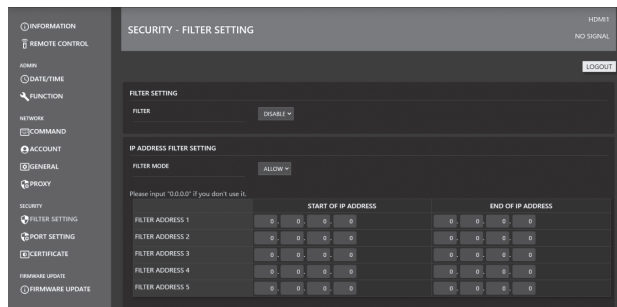 INFORMATION
REMOTE CONTROL
ADMIN
DATE/TIME
FUNCTION
NETWORK
COMMAND
ACCOUNT
GENERAL
PROXY
SECURITY
FILTER SETTING
PORT SETTING
CERTIFICATE
FIRMWARE UPDATE
FIRMWARE UPDATE
SECURITY - FILTER SETTING
HDMI1
NO SIGNAL
LOGOUT
FILTER SETTING
FILTER DISABLE
IP ADDRESS FILTER SETTING
FILTER MODE ALLOW
Please input "0.0.0.0" if you don't use it.
START OF IP ADDRESS END OF IP ADDRESS
FILTER ADDRESS 1 0 . 0 . 0 . 0 0 . 0 . 0 . 0
FILTER ADDRESS 2 0 . 0 . 0 . 0 0 . 0 . 0 . 0
FILTER ADDRESS 3 0 . 0 . 0 . 0 0 . 0 . 0 . 0
FILTER ADDRESS 4 0 . 0 . 0 . 0 0 . 0 . 0 . 0
FILTER ADDRESS 5 0 . 0 . 0 . 0 0 . 0 . 0 . 0